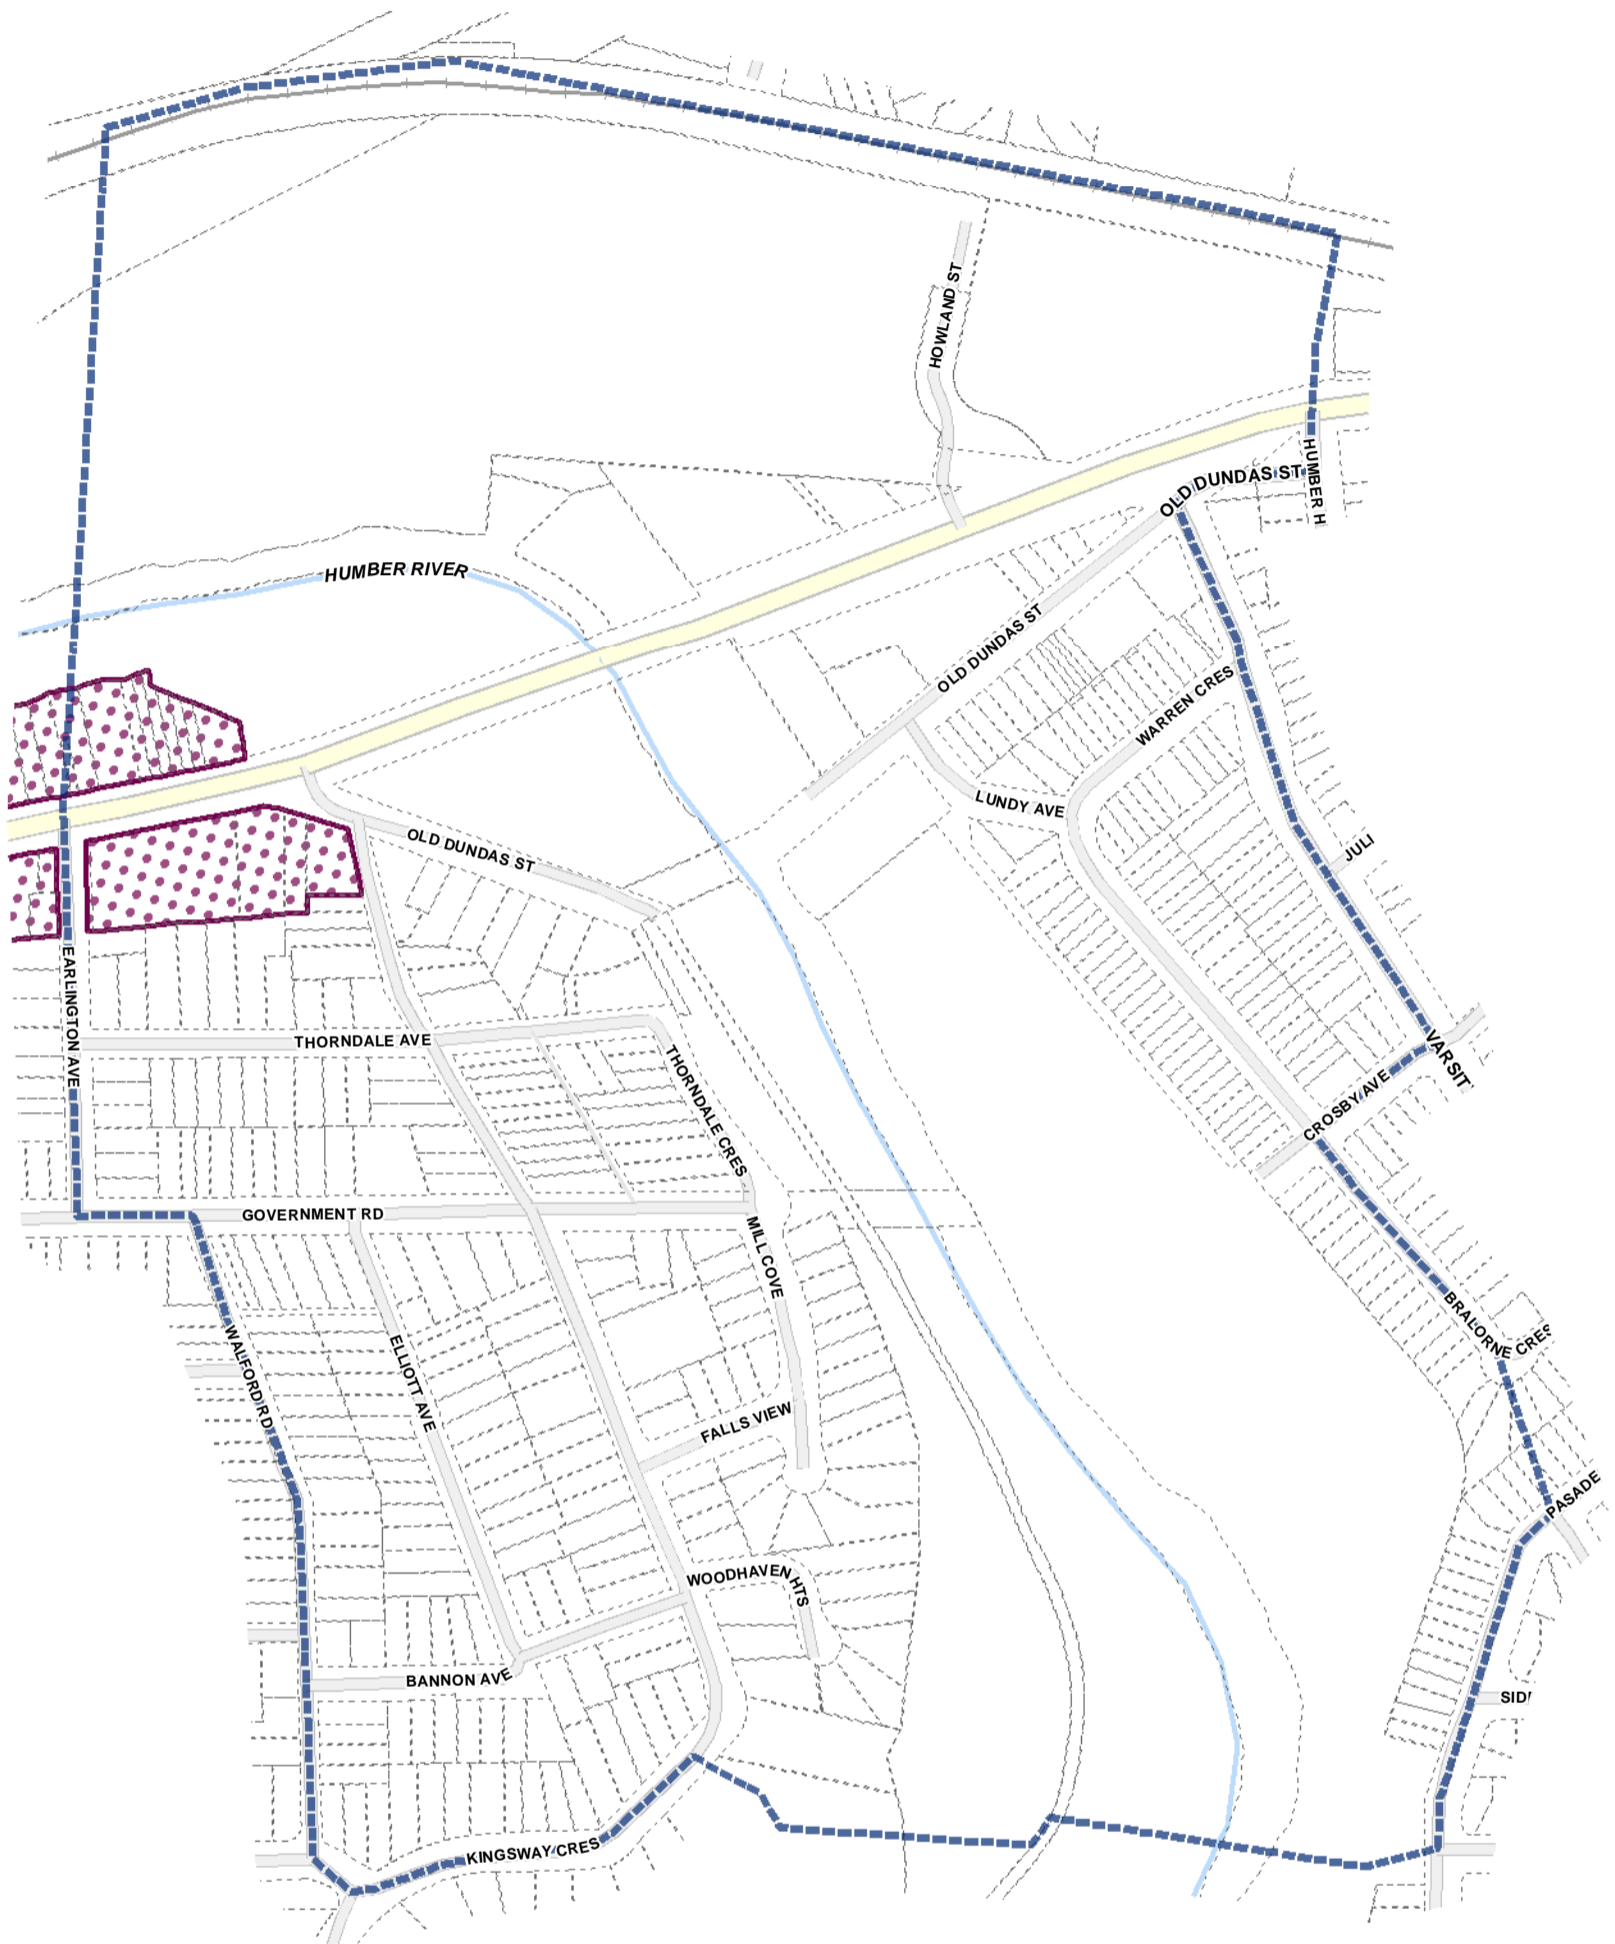 HOWLAND ST
OLD DUNDAS ST
HUMBER H
HUMBER RIVER
OLD DUNDAS ST
WARREN CRES
LUNDY AVE
JULI
OLD DUNDAS ST
EARLINGTON AVE
THORNDALE AVE
THORNDALE CRES
VARSIT
CROSBY AVE
GOVERNMENT RD
MILL COVE
BRALORNE CRES
WALFORD RD
ELLIOTT AVE
FALLS VIEW
PASADE
WOODHAVEN HTS
BANNON AVE
SIDI
KINGSWAY CRES